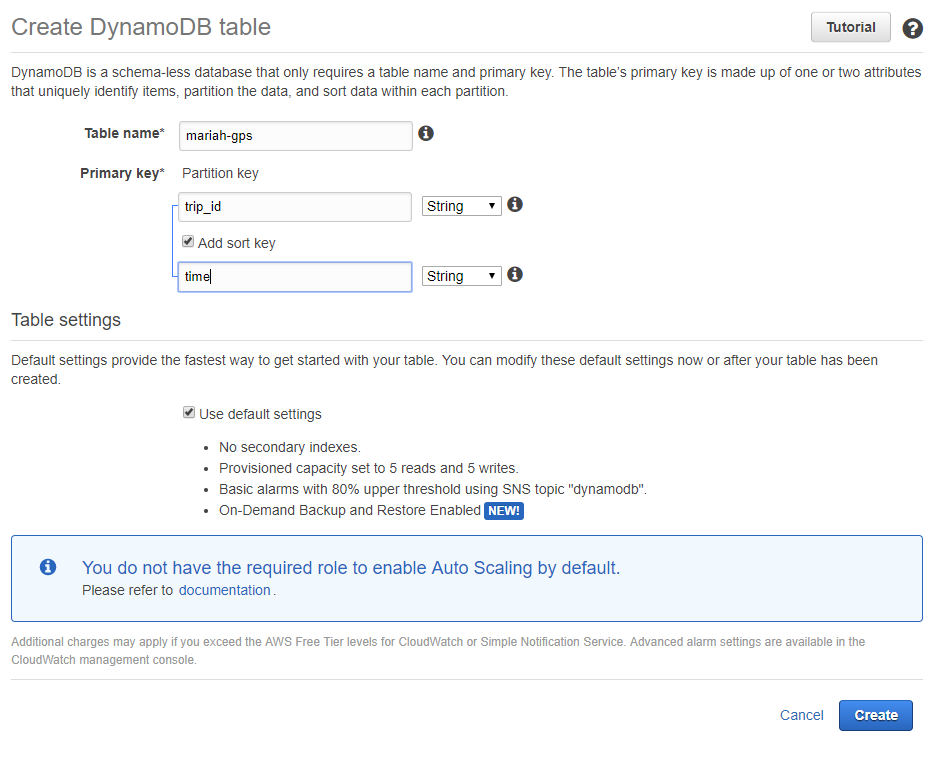 Create DynamoDB table
Tutorial
DynamoDB is a schema-less database that only requires a table name and primary key. The table's primary key is made up of one or two attributes
that uniquely identify items, partition the data, and sort data within each partition.
Table name* mariah-gps
Primary key* Partition key
trip_id String
Add sort key
time String
Table settings
Default settings provide the fastest way to get started with your table. You can modify these default settings now or after your table has been
created.
Use default settings
• No secondary indexes.
• Provisioned capacity set to 5 reads and 5 writes.
• Basic alarms with 80% upper threshold using SNS topic "dynamodb".
• On-Demand Backup and Restore Enabled NEW!
You do not have the required role to enable Auto Scaling by default.
Please refer to documentation.
Additional charges may apply if you exceed the AWS Free Tier levels for CloudWatch or Simple Notification Service. Advanced alarm settings are available in the
CloudWatch management console.
Cancel Create